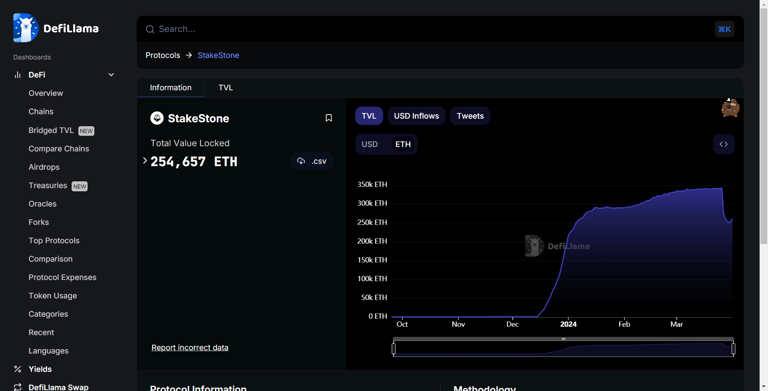 DefiLlama
Dashboards
DeFi
Overview
Chains
Bridged TVL NEW
Compare Chains
Airdrops
Treasuries NEW
Oracles
Forks
Top Protocols
Comparison
Protocol Expenses
Token Usage
Categories
Recent
Languages
Yields
DefiLlama Swap
Search...
⌘K
Protocols → StakeStone
Information TVL
StakeStone
Total Value Locked
254,657 ETH
.csv
Report incorrect data
TVL USD Inflows Tweets
USD ETH
350k ETH
300k ETH
250k ETH
200k ETH
150k ETH
100k ETH
50k ETH
0 ETH
DefiLlama
Oct Nov Dec 2024 Feb Mar
Protocol Information
Methodology